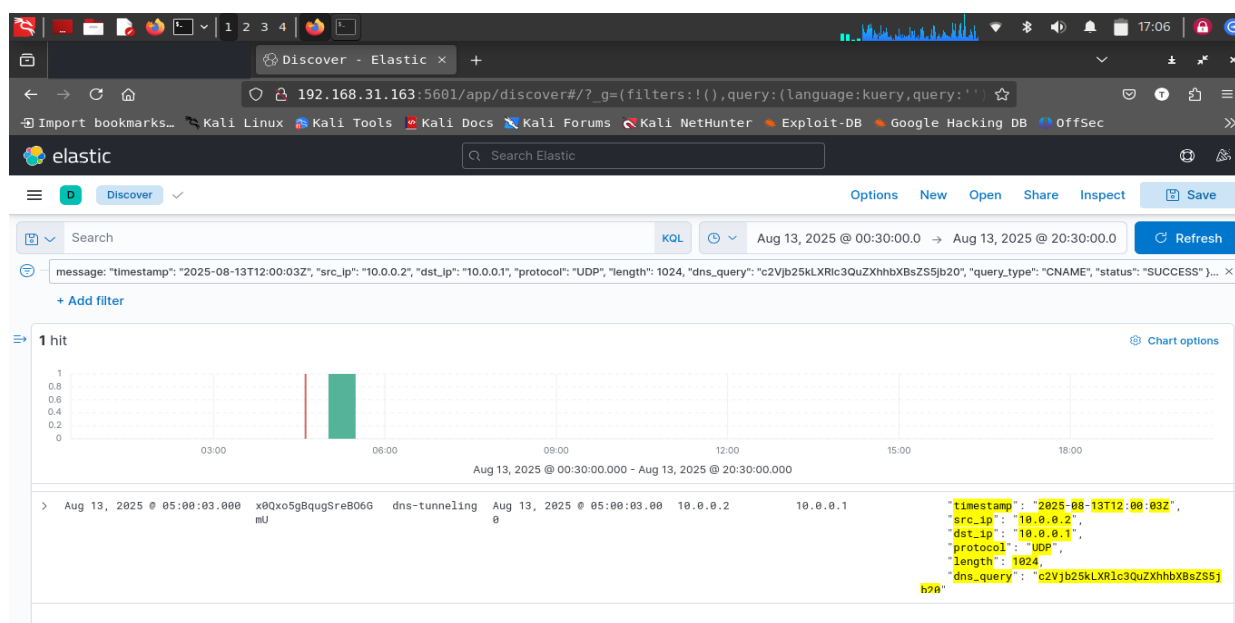 1 2 3 4
17:06
Discover - Elastic × +
192.168.31.163:5601/app/discover#/?_g=(filters:!(),query:(language:kuery,query:'')
Import bookmarks… Kali Linux Kali Tools Kali Docs Kali Forums Kali NetHunter Exploit-DB Google Hacking DB OffSec
elastic Search Elastic
D Discover Options New Open Share Inspect Save
Search KQL Aug 13, 2025 @ 00:30:00.0 → Aug 13, 2025 @ 20:30:00.0 Refresh
message: "timestamp": "2025-08-13T12:00:03Z", "src_ip": "10.0.0.2", "dst_ip": "10.0.0.1", "protocol": "UDP", "length": 1024, "dns_query": "c2Vjb25kLXRlc3QuZXhhbXBsZS5jb20", "query_type": "CNAME", "status": "SUCCESS" }... ×
+ Add filter
1 hit Chart options
1
0.8
0.6
0.4
0.2
0
03:00 06:00 09:00 12:00 15:00 18:00
Aug 13, 2025 @ 00:30:00.000 - Aug 13, 2025 @ 20:30:00.000
> Aug 13, 2025 @ 05:00:03.000 x0Qxo5gBqugSreBO6G dns-tunneling Aug 13, 2025 @ 05:00:03.00 10.0.0.2 10.0.0.1 "timestamp": "2025-08-13T12:00:03Z",
mU 0 "src_ip": "10.0.0.2",
"dst_ip": "10.0.0.1",
"protocol": "UDP",
"length": 1024,
"dns_query": "c2Vjb25kLXRlc3QuZXhhbXBsZS5j
b20"